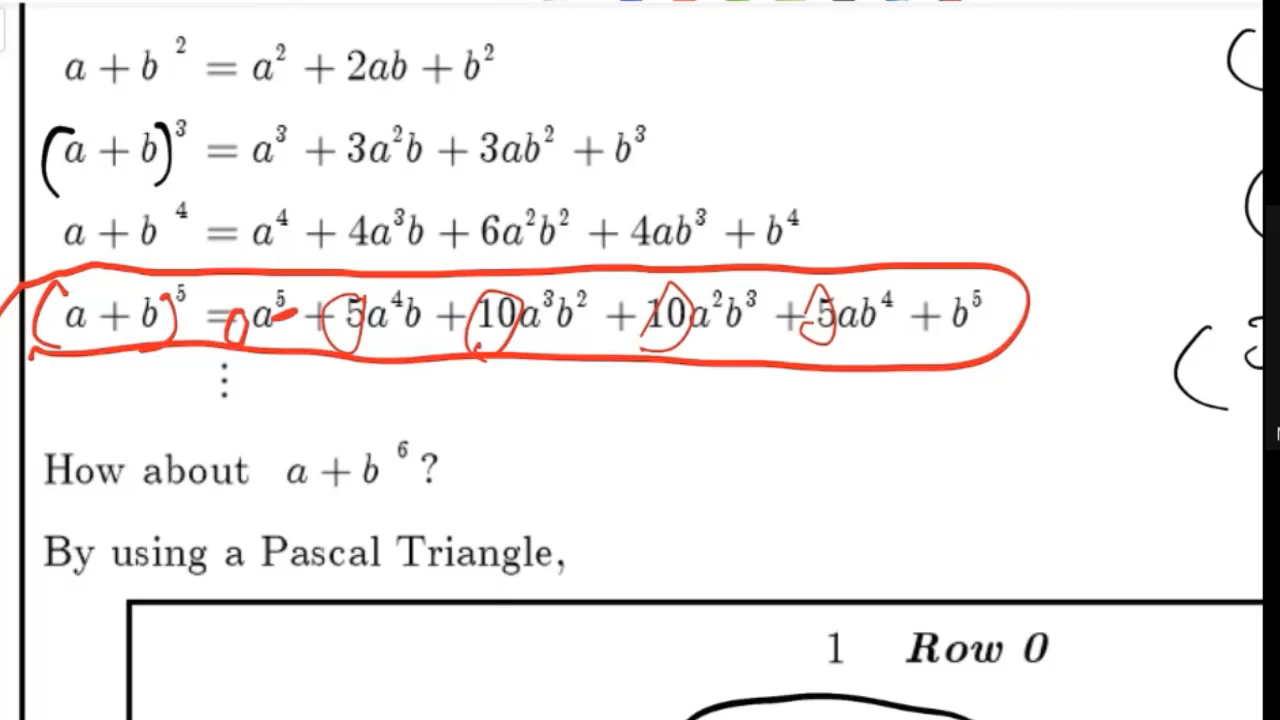 a + b ² = a² + 2ab + b²
(a + b)³ = a³ + 3a²b + 3ab² + b³
a + b ⁴ = a⁴ + 4a³b + 6a²b² + 4ab³ + b⁴
(a + b)⁵ = a⁵ + 5a⁴b + 10a³b² + 10a²b³ + 5ab⁴ + b⁵
⋮
How about a + b ⁶ ?
By using a Pascal Triangle,
1 Row 0